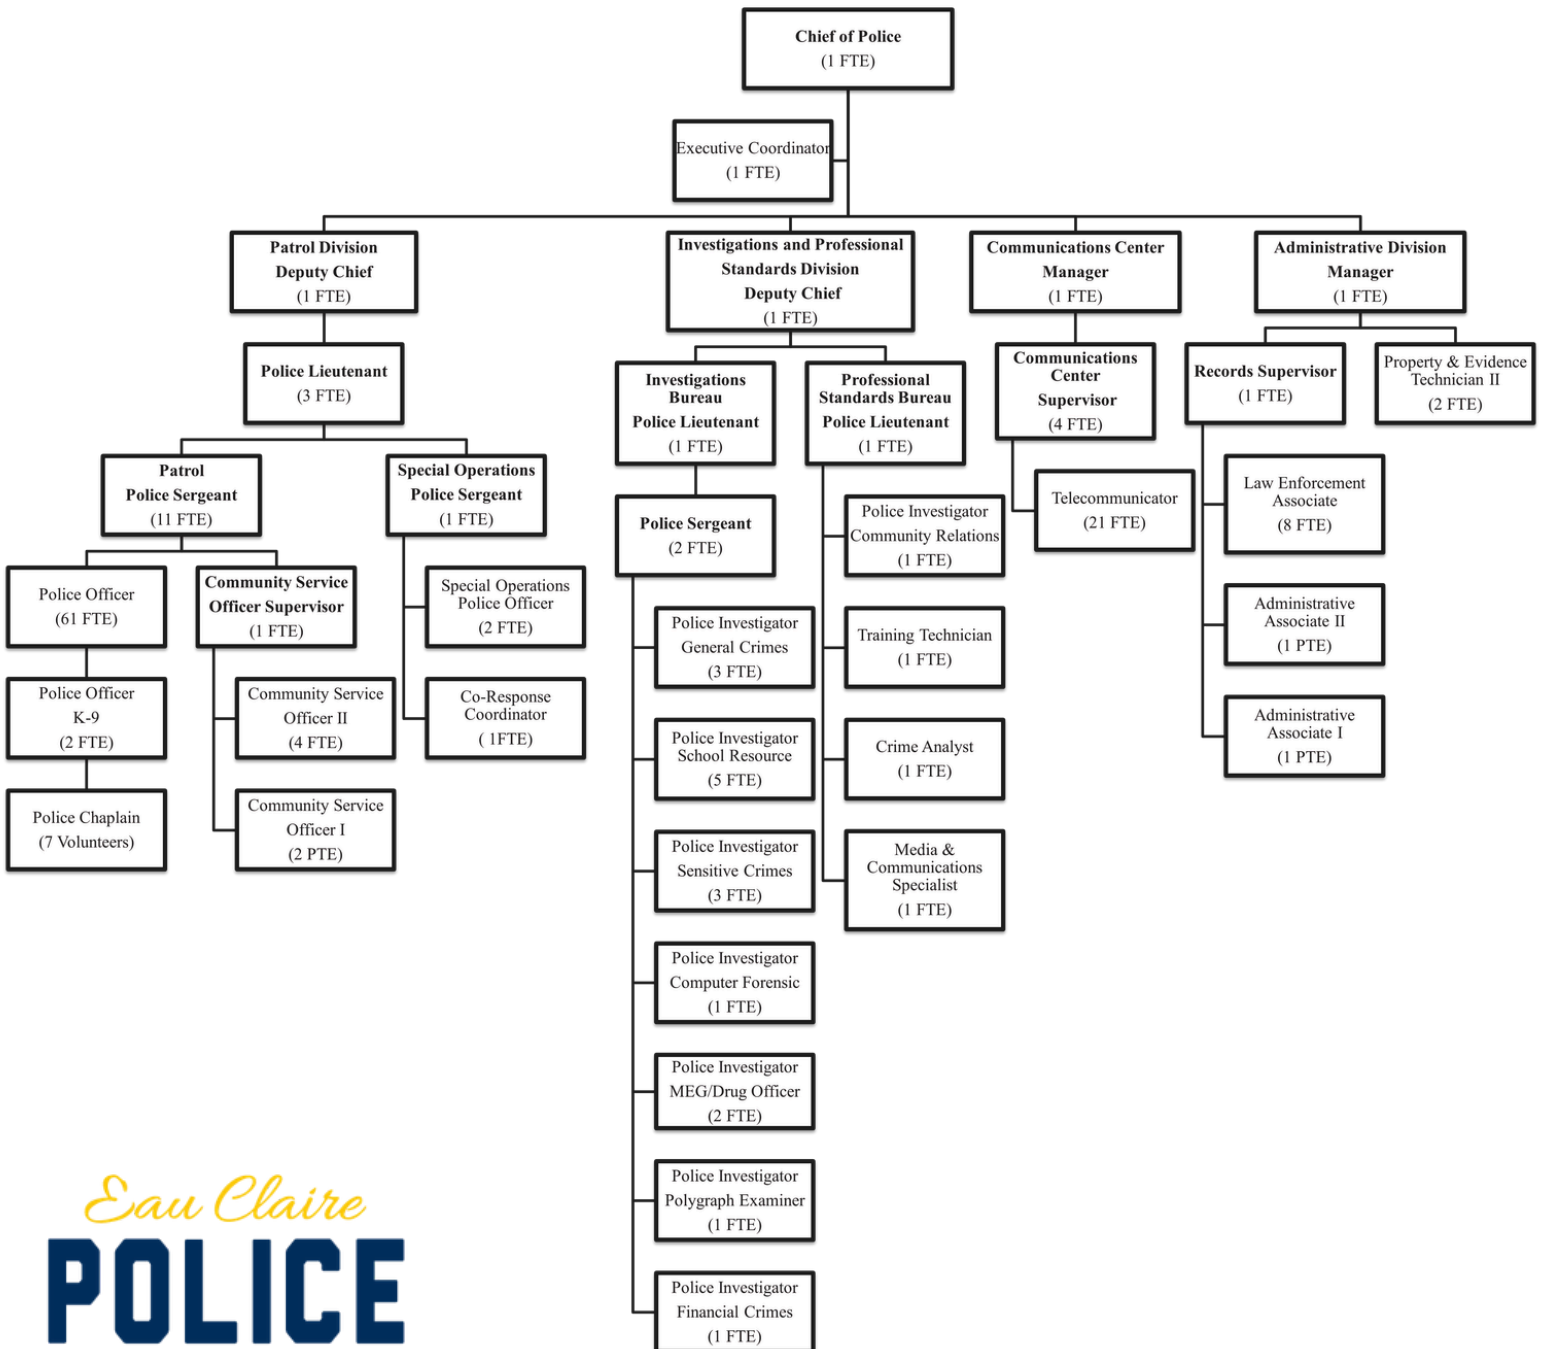 Chief of Police
(1 FTE)
Executive Coordinator
(1 FTE)
Patrol Division
Deputy Chief
(1 FTE)
Investigations and Professional
Standards Division
Deputy Chief
(1 FTE)
Communications Center
Manager
(1 FTE)
Administrative Division
Manager
(1 FTE)
Police Lieutenant
(3 FTE)
Investigations
Bureau
Police Lieutenant
(1 FTE)
Professional
Standards Bureau
Police Lieutenant
(1 FTE)
Communications
Center
Supervisor
(4 FTE)
Records Supervisor
(1 FTE)
Property & Evidence
Technician II
(2 FTE)
Patrol
Police Sergeant
(11 FTE)
Special Operations
Police Sergeant
(1 FTE)
Police Sergeant
(2 FTE)
Police Investigator
Community Relations
(1 FTE)
Telecommunicator
(21 FTE)
Law Enforcement
Associate
(8 FTE)
Police Officer
(61 FTE)
Community Service
Officer Supervisor
(1 FTE)
Special Operations
Police Officer
(2 FTE)
Police Investigator
General Crimes
(3 FTE)
Training Technician
(1 FTE)
Administrative
Associate II
(1 PTE)
Police Officer
K-9
(2 FTE)
Community Service
Officer II
(4 FTE)
Co-Response
Coordinator
( 1FTE)
Police Investigator
School Resource
(5 FTE)
Crime Analyst
(1 FTE)
Administrative
Associate I
(1 PTE)
Police Chaplain
(7 Volunteers)
Community Service
Officer I
(2 PTE)
Police Investigator
Sensitive Crimes
(3 FTE)
Media &
Communications
Specialist
(1 FTE)
Police Investigator
Computer Forensic
(1 FTE)
Police Investigator
MEG/Drug Officer
(2 FTE)
Police Investigator
Polygraph Examiner
(1 FTE)
Police Investigator
Financial Crimes
(1 FTE)
Eau Claire
POLICE